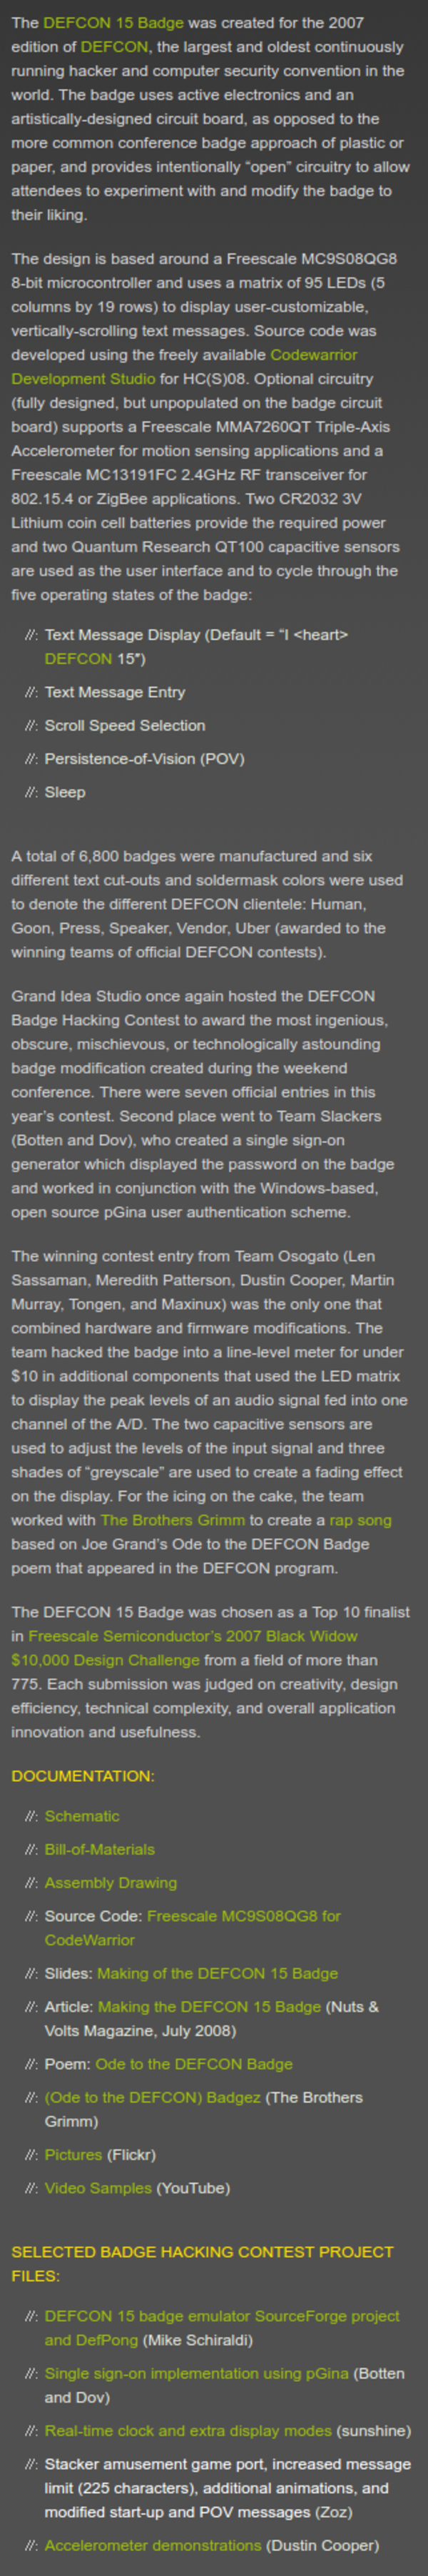 The DEFCON 15 Badge was created for the 2007
edition of DEFCON, the largest and oldest continuously
running hacker and computer security convention in the
world. The badge uses active electronics and an
artistically-designed circuit board, as opposed to the
more common conference badge approach of plastic or
paper, and provides intentionally “open” circuitry to allow
attendees to experiment with and modify the badge to
their liking.
The design is based around a Freescale MC9S08QG8
8-bit microcontroller and uses a matrix of 95 LEDs (5
columns by 19 rows) to display user-customizable,
vertically-scrolling text messages. Source code was
developed using the freely available Codewarrior
Development Studio for HC(S)08. Optional circuitry
(fully designed, but unpopulated on the badge circuit
board) supports a Freescale MMA7260QT Triple-Axis
Accelerometer for motion sensing applications and a
Freescale MC13191FC 2.4GHz RF transceiver for
802.15.4 or ZigBee applications. Two CR2032 3V
Lithium coin cell batteries provide the required power
and two Quantum Research QT100 capacitive sensors
are used as the user interface and to cycle through the
five operating states of the badge:
//: Text Message Display (Default = “I <heart>
DEFCON 15″)
//: Text Message Entry
//: Scroll Speed Selection
//: Persistence-of-Vision (POV)
//: Sleep
A total of 6,800 badges were manufactured and six
different text cut-outs and soldermask colors were used
to denote the different DEFCON clientele: Human,
Goon, Press, Speaker, Vendor, Uber (awarded to the
winning teams of official DEFCON contests).
Grand Idea Studio once again hosted the DEFCON
Badge Hacking Contest to award the most ingenious,
obscure, mischievous, or technologically astounding
badge modification created during the weekend
conference. There were seven official entries in this
year’s contest. Second place went to Team Slackers
(Botten and Dov), who created a single sign-on
generator which displayed the password on the badge
and worked in conjunction with the Windows-based,
open source pGina user authentication scheme.
The winning contest entry from Team Osogato (Len
Sassaman, Meredith Patterson, Dustin Cooper, Martin
Murray, Tongen, and Maxinux) was the only one that
combined hardware and firmware modifications. The
team hacked the badge into a line-level meter for under
$10 in additional components that used the LED matrix
to display the peak levels of an audio signal fed into one
channel of the A/D. The two capacitive sensors are
used to adjust the levels of the input signal and three
shades of “greyscale” are used to create a fading effect
on the display. For the icing on the cake, the team
worked with The Brothers Grimm to create a rap song
based on Joe Grand’s Ode to the DEFCON Badge
poem that appeared in the DEFCON program.
The DEFCON 15 Badge was chosen as a Top 10 finalist
in Freescale Semiconductor’s 2007 Black Widow
$10,000 Design Challenge from a field of more than
775. Each submission was judged on creativity, design
efficiency, technical complexity, and overall application
innovation and usefulness.
DOCUMENTATION:
//: Schematic
//: Bill-of-Materials
//: Assembly Drawing
//: Source Code: Freescale MC9S08QG8 for
CodeWarrior
//: Slides: Making of the DEFCON 15 Badge
//: Article: Making the DEFCON 15 Badge (Nuts &
Volts Magazine, July 2008)
//: Poem: Ode to the DEFCON Badge
//: (Ode to the DEFCON) Badgez (The Brothers
Grimm)
//: Pictures (Flickr)
//: Video Samples (YouTube)
SELECTED BADGE HACKING CONTEST PROJECT
FILES:
//: DEFCON 15 badge emulator SourceForge project
and DefPong (Mike Schiraldi)
//: Single sign-on implementation using pGina (Botten
and Dov)
//: Real-time clock and extra display modes (sunshine)
//: Stacker amusement game port, increased message
limit (225 characters), additional animations, and
modified start-up and POV messages (Zoz)
//: Accelerometer demonstrations (Dustin Cooper)